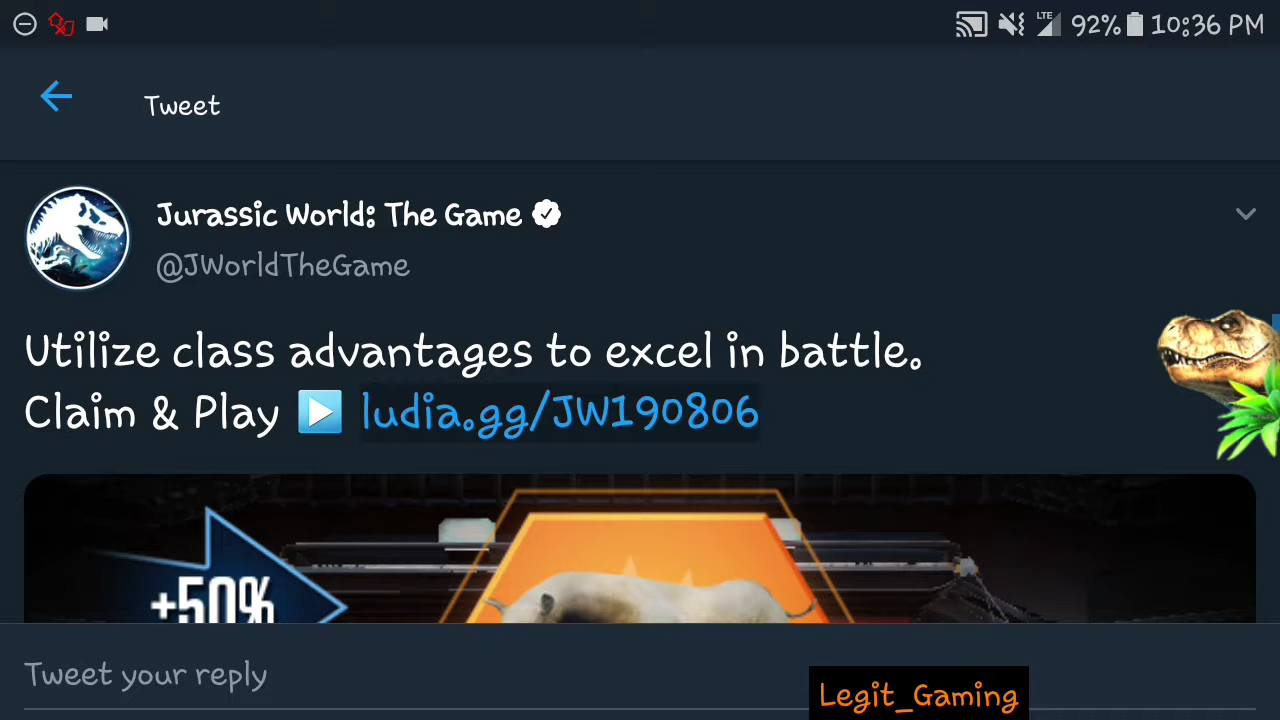 LTE 92% 10:36 PM
Tweet
Jurassic World: The Game
@JWorldTheGame
Utilize class advantages to excel in battle.
Claim & Play ludia.gg/JW190806
+50%
Tweet your reply
Legit_Gaming